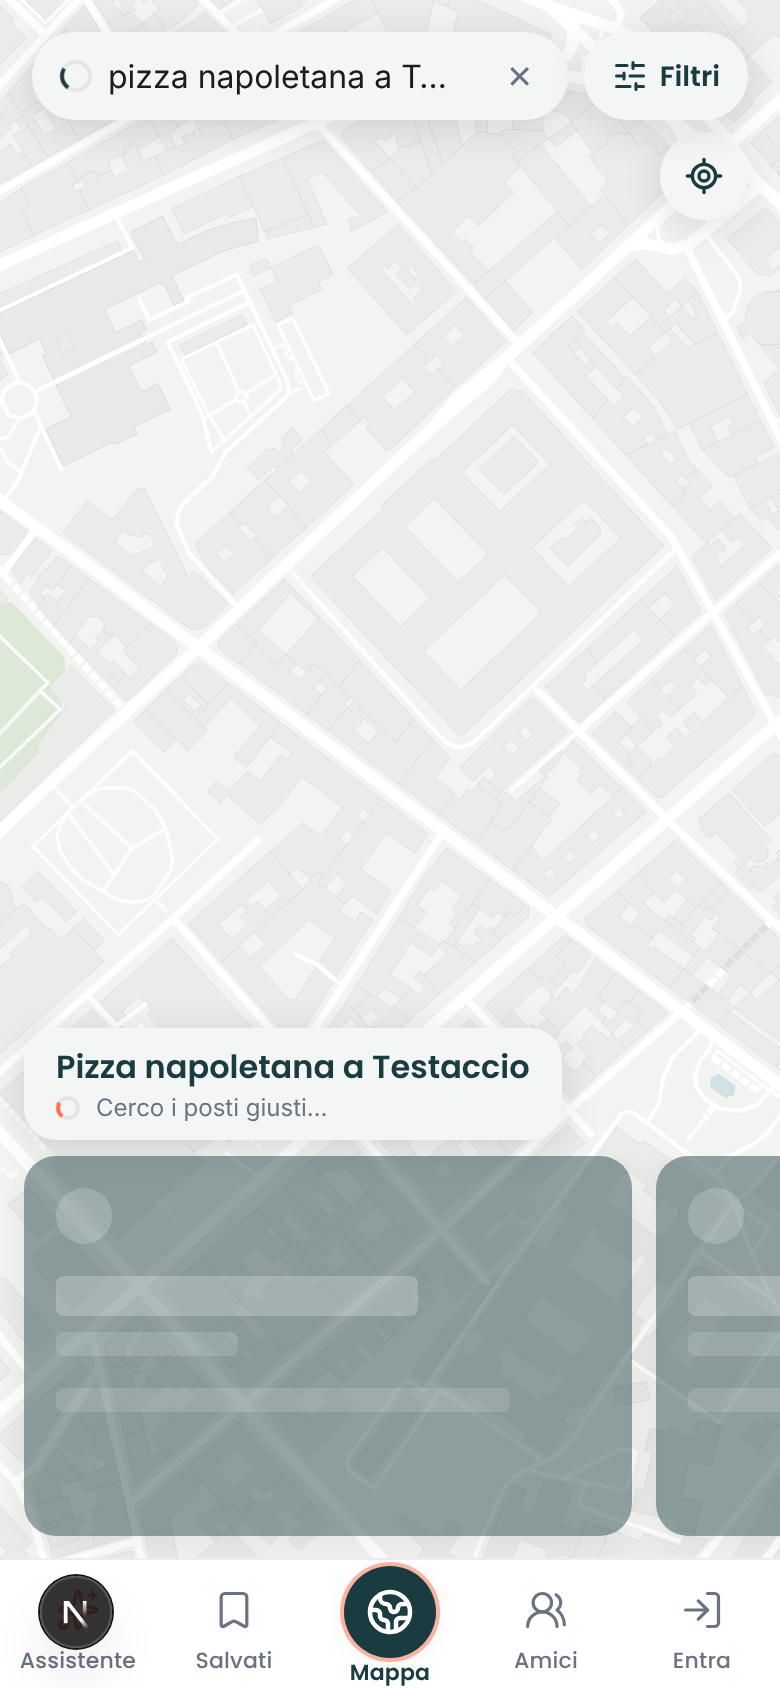 pizza napoletana a T...
Filtri
Pizza napoletana a Testaccio
Cerco i posti giusti...
N
Assistente
Salvati
Mappa
Amici
Entra